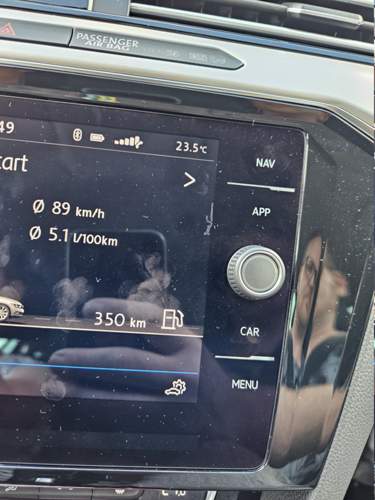 PASSENGER
AIR BAG
49
23.5°C
NAV
tart
>
APP
Ø 89 km/h
Ø 5.1 l/100km
350 km
CAR
MENU